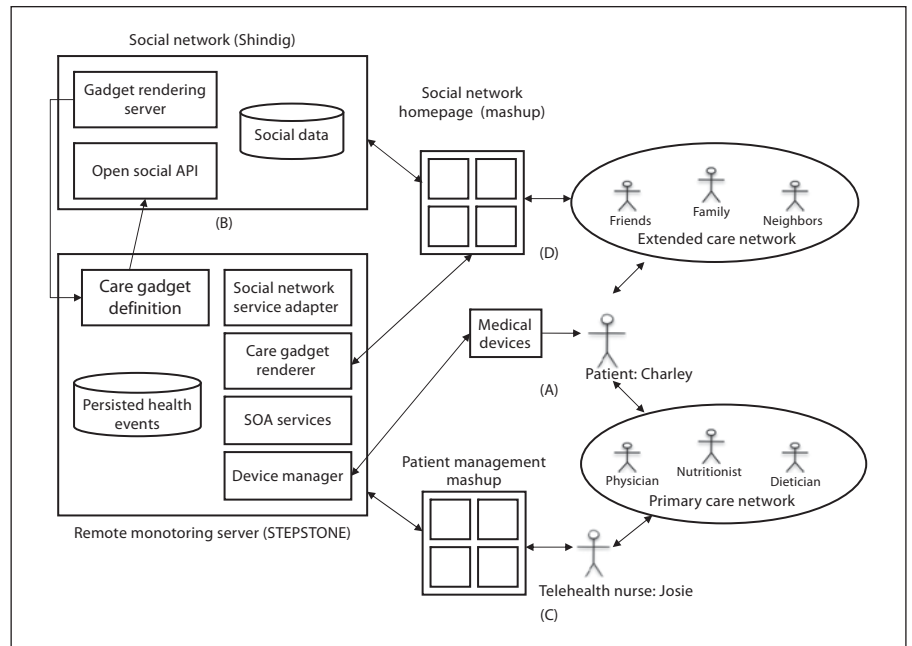 Social network (Shindig)
Gadget rendering
server
Social data
Open social API
(B)
Social network
homepage (mashup)
Friends
Family
Neighbors
Extended care network
(D)
Care gadget
definition
Social network
service adapter
Care gadget
renderer
Persisted health
events
SOA services
Device manager
Remote monotoring server (STEPSTONE)
Medical
devices
Patient: Charley
(A)
Patient management
mashup
Physician
Nutritionist
Dietician
Primary care network
Telehealth nurse: Josie
(C)